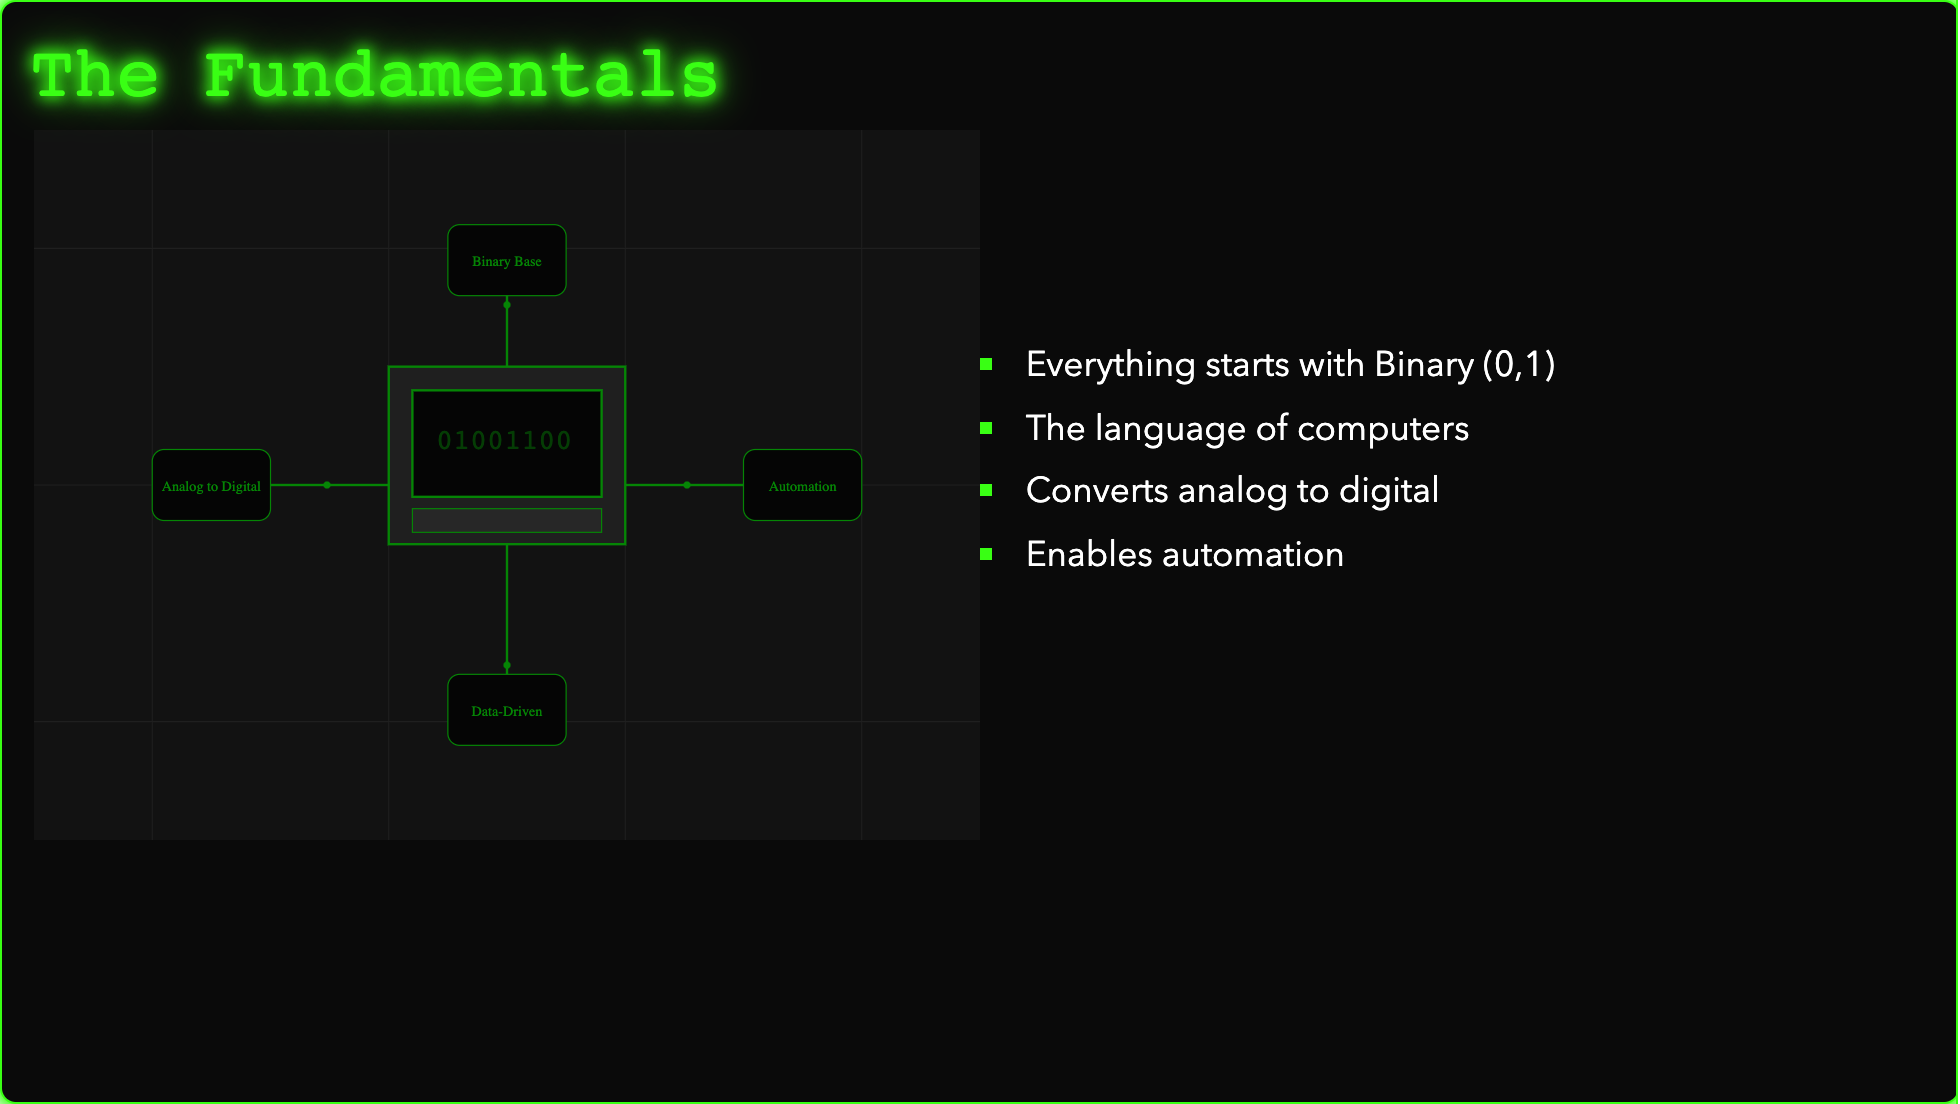 The Fundamentals
Binary Base
01001100
Analog to Digital
Automation
Data-Driven
Everything starts with Binary (0,1)
The language of computers
Converts analog to digital
Enables automation